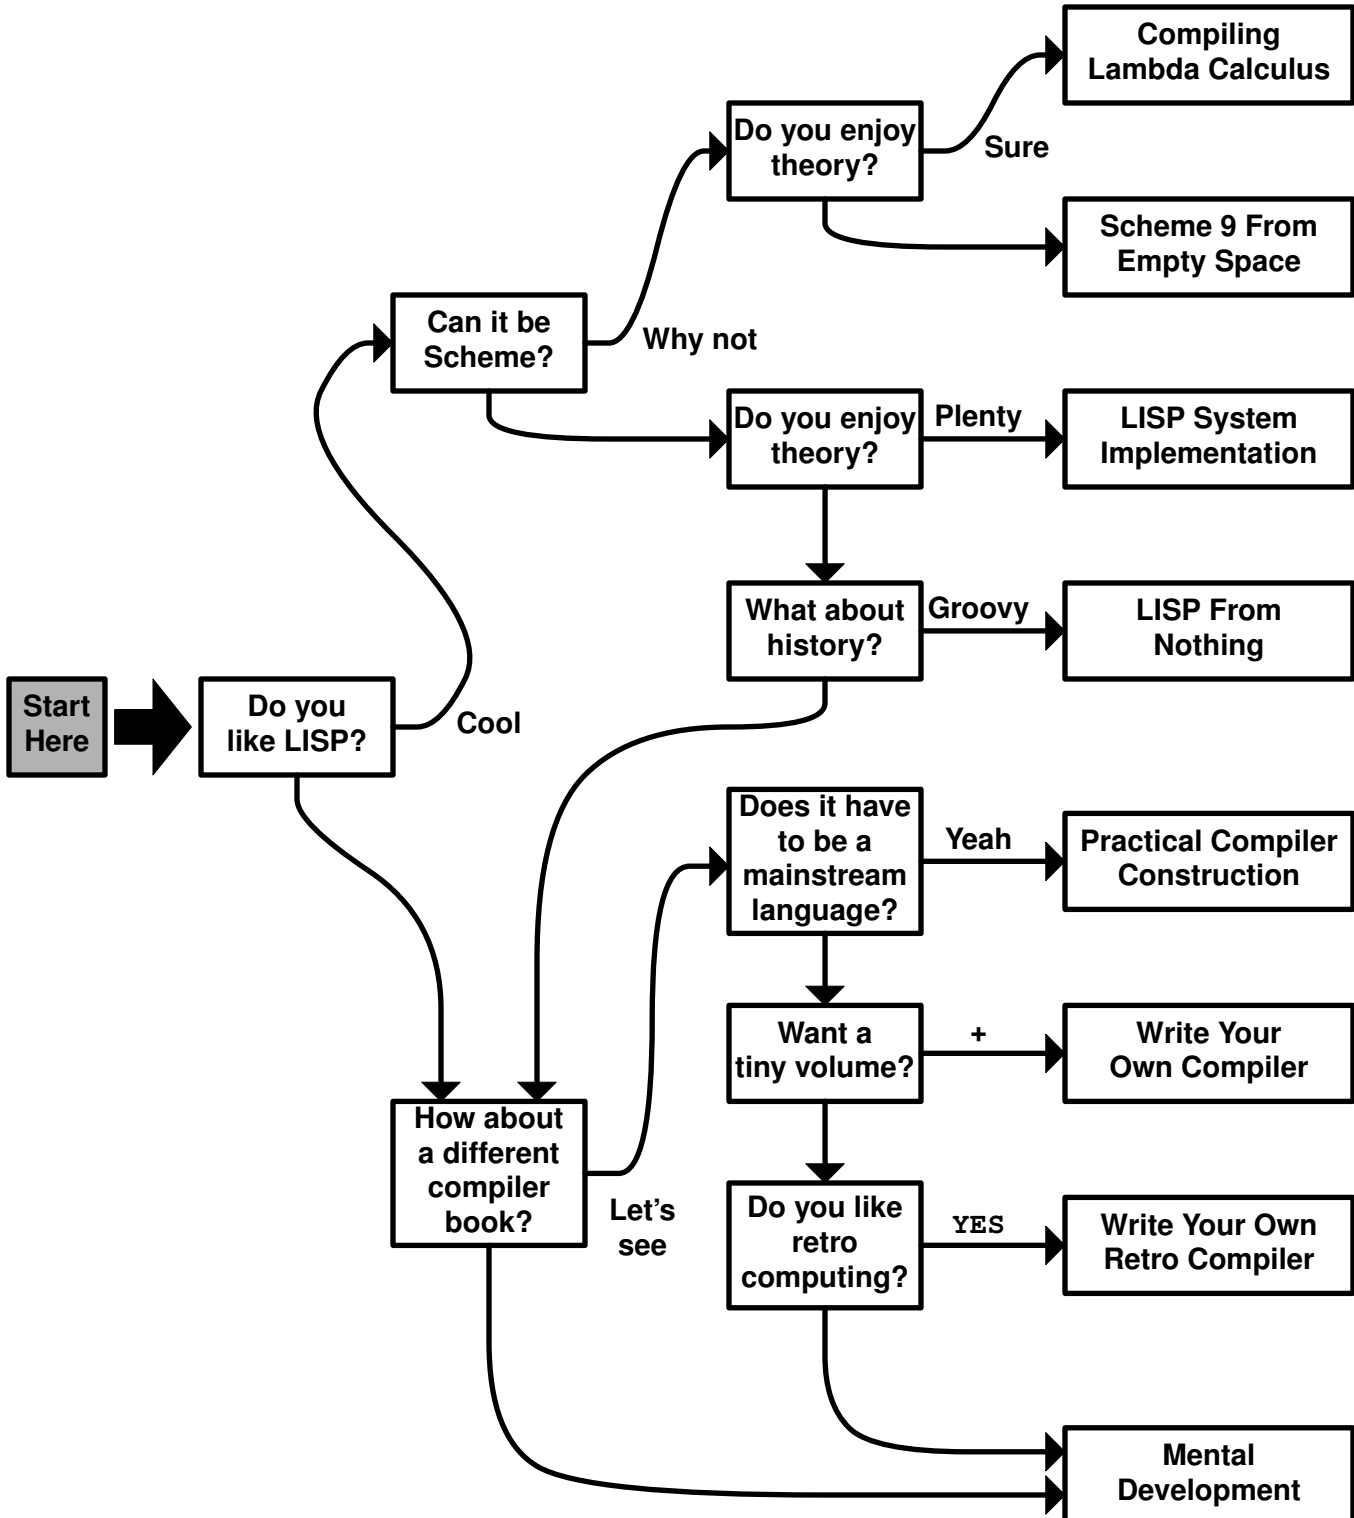 Compiling
Lambda Calculus
Do you enjoy
theory?
Sure
Scheme 9 From
Empty Space
Can it be
Scheme?
Why not
Do you enjoy
theory?
Plenty
LISP System
Implementation
What about
history?
Groovy
LISP From
Nothing
Start
Here
Do you
like LISP?
Cool
Does it have
to be a
mainstream
language?
Yeah
Practical Compiler
Construction
Want a
tiny volume?
+
Write Your
Own Compiler
How about
a different
compiler
book?
Let's
see
Do you like
retro
computing?
YES
Write Your Own
Retro Compiler
Mental
Development